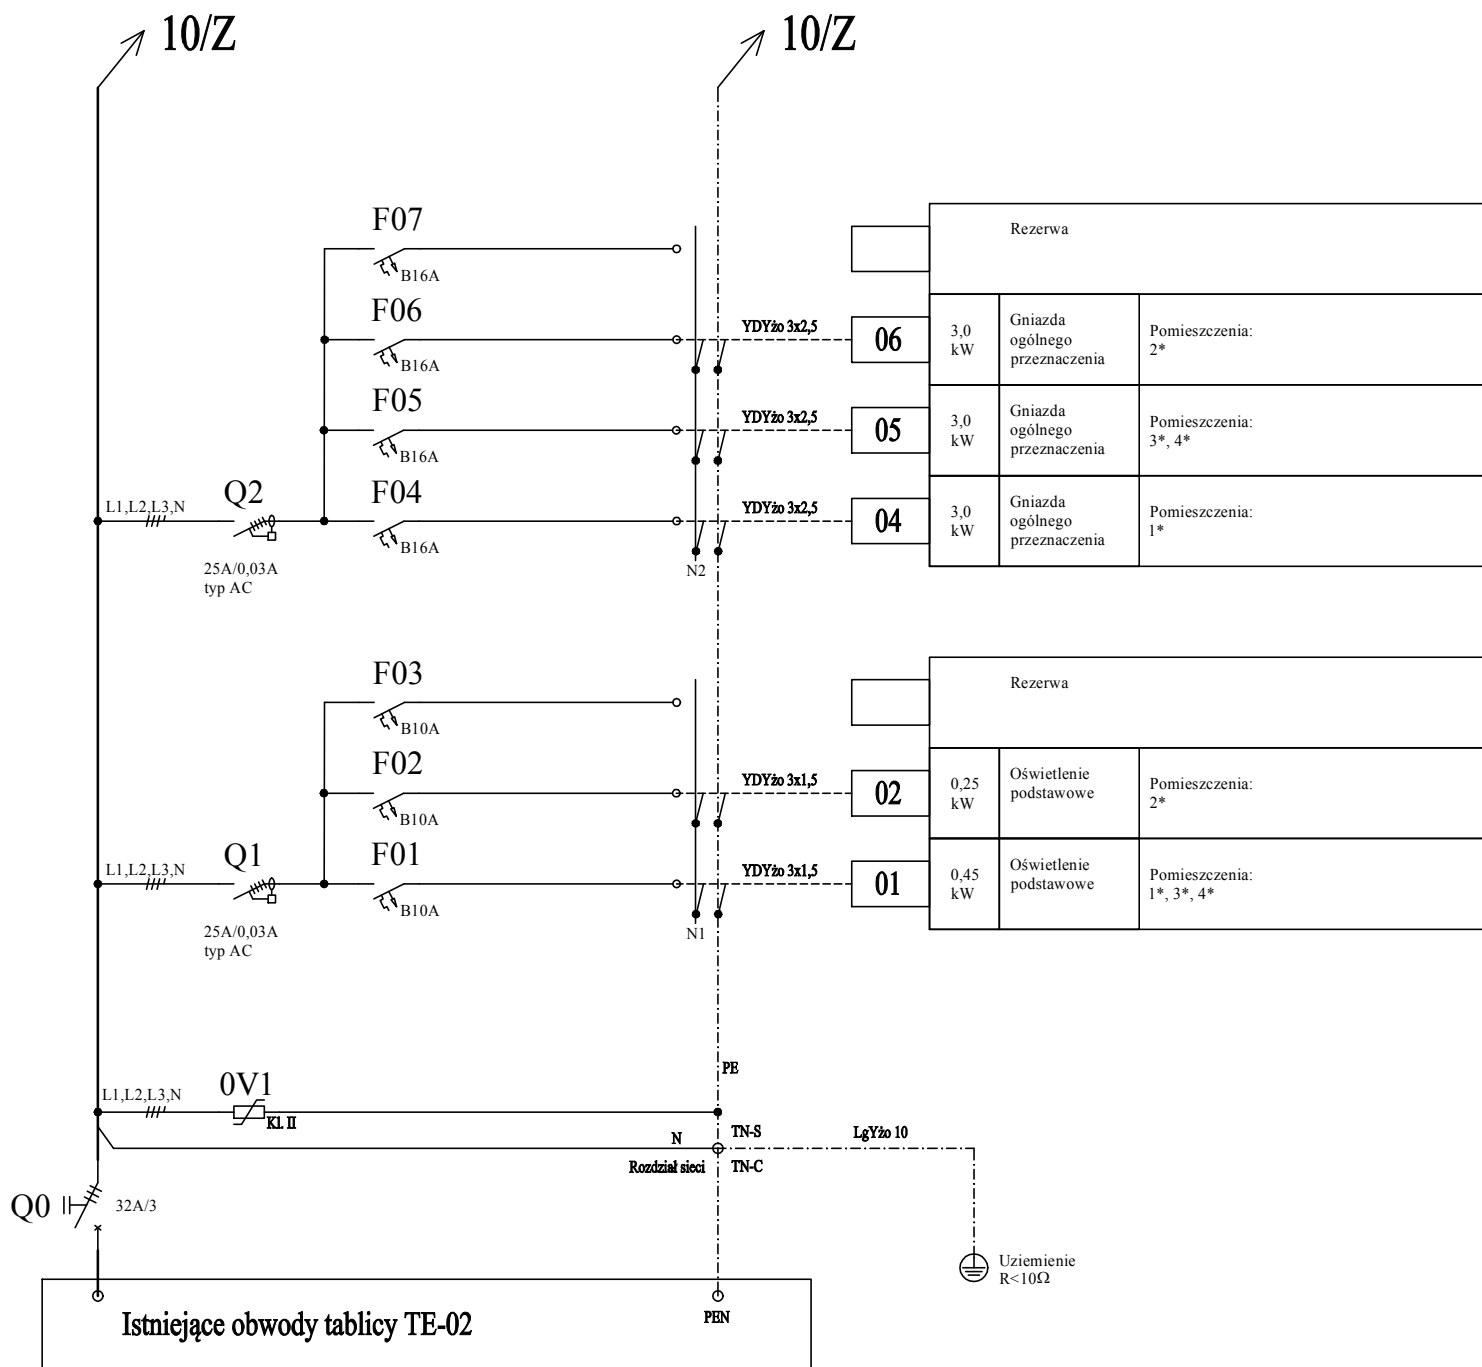 10/Z
10/Z
F07
B16A
Rezerwa
F06
B16A
YDYżo 3x2,5
06
3,0
kW
Gniazda
ogólnego
przeznaczenia
Pomieszczenia:
2*
F05
B16A
YDYżo 3x2,5
05
3,0
kW
Gniazda
ogólnego
przeznaczenia
Pomieszczenia:
3*, 4*
L1,L2,L3,N
Q2
25A/0,03A
typ AC
F04
B16A
N2
YDYżo 3x2,5
04
3,0
kW
Gniazda
ogólnego
przeznaczenia
Pomieszczenia:
1*
F03
B10A
Rezerwa
F02
B10A
YDYżo 3x1,5
02
0,25
kW
Oświetlenie
podstawowe
Pomieszczenia:
2*
L1,L2,L3,N
Q1
25A/0,03A
typ AC
F01
B10A
N1
YDYżo 3x1,5
01
0,45
kW
Oświetlenie
podstawowe
Pomieszczenia:
1*, 3*, 4*
PE
L1,L2,L3,N
0V1
Kl. II
N
TN-S
LgYżo 10
Rozdział sieci
TN-C
Q0
32A/3
Uziemienie
R<10Ω
Istniejące obwody tablicy TE-02
PEN